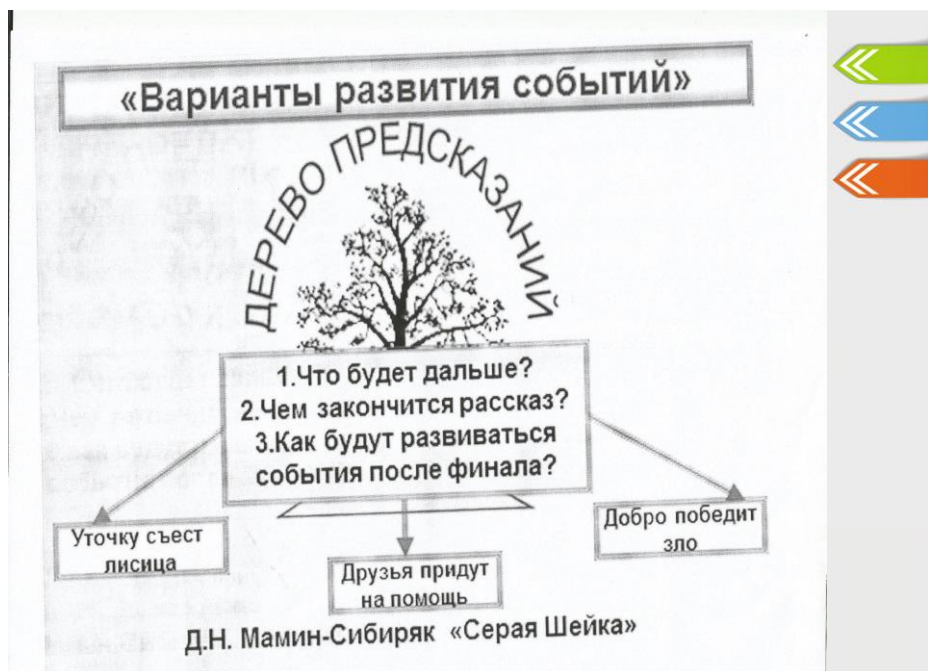 «Варианты развития событий»
ДЕРЕВО ПРЕДСКАЗАНИЙ
1.Что будет дальше?
2.Чем закончится рассказ?
3.Как будут развиваться
события после финала?
Уточку съест
лисица
Друзья придут
на помощь
Добро победит
зло
Д.Н. Мамин-Сибиряк «Серая Шейка»